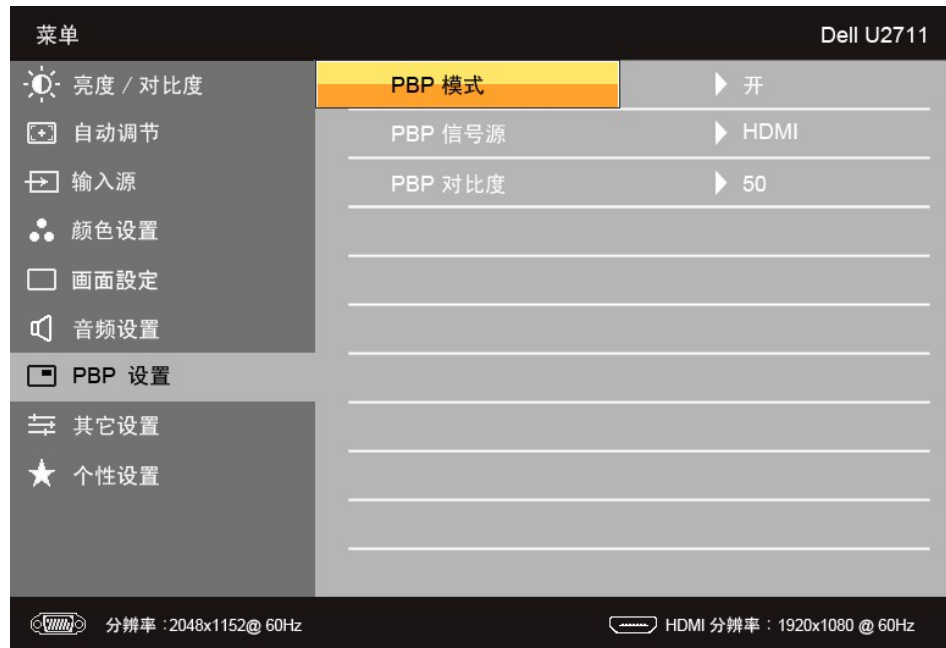 菜单 Dell U2711
亮度 / 对比度 PBP 模式 开
自动调节 PBP 信号源 HDMI
输入源 PBP 对比度 50
颜色设置
画面設定
音频设置
PBP 设置
其它设置
个性设置
分辨率 :2048x1152@ 60Hz HDMI 分辨率 : 1920x1080 @ 60Hz